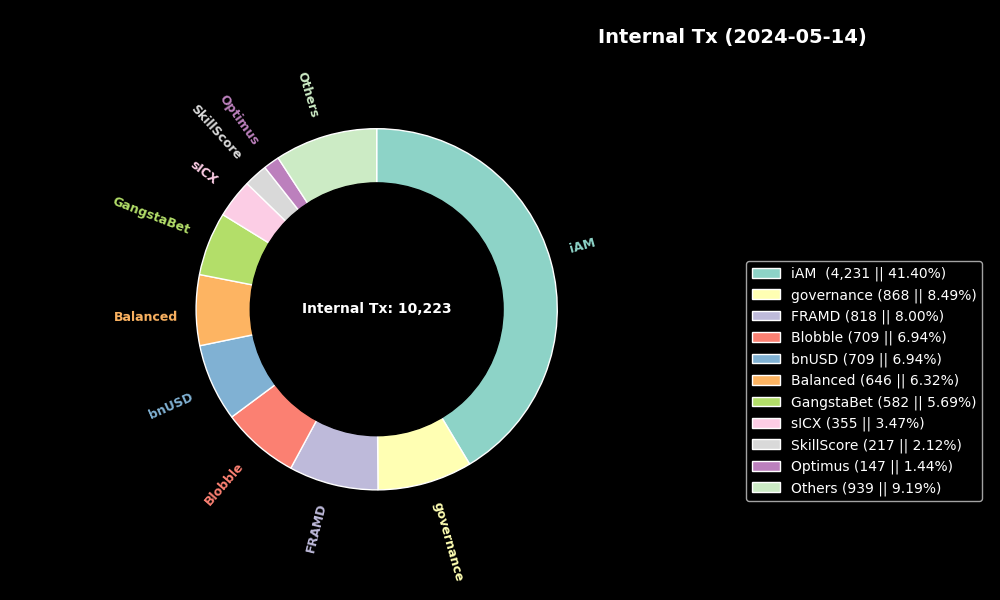 Internal Tx (2024-05-14)
Others
Optimus
SkillScore
sICX
GangstaBet
iAM
Balanced
Internal Tx: 10,223
bnUSD
Blobble
FRAMD
governance
iAM  (4,231 || 41.40%)
governance (868 || 8.49%)
FRAMD (818 || 8.00%)
Blobble (709 || 6.94%)
bnUSD (709 || 6.94%)
Balanced (646 || 6.32%)
GangstaBet (582 || 5.69%)
sICX (355 || 3.47%)
SkillScore (217 || 2.12%)
Optimus (147 || 1.44%)
Others (939 || 9.19%)